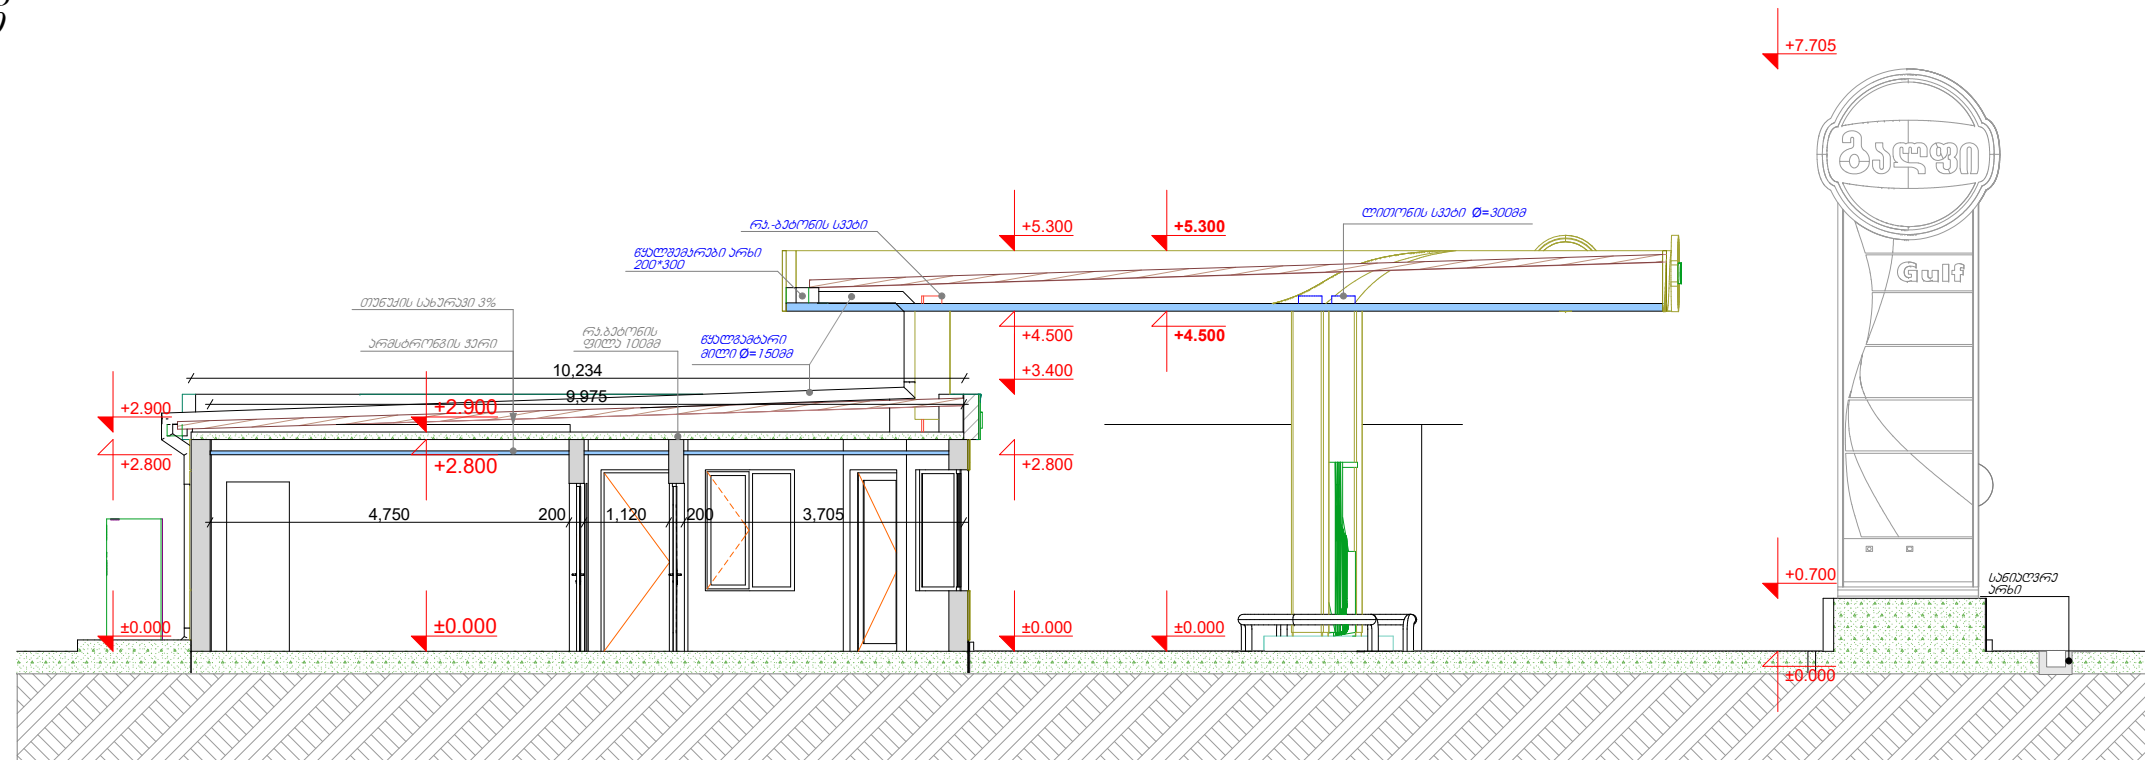 +7.705
გალფი
Gulf
რკ.-ბეტონის სვეტი
+5.300
+5.300
ლითონის სვეტი Ø=300მმ
წყალშემკრები არხი
200*300
თუნუქის სახურავი 3%
არმსტრონგის ჭერი
რკ.ბეტონის
ფილა 100მმ
წყალგამტარი
მილი Ø=150მმ
+4.500
+4.500
+3.400
10,234
9,975
+2.900
+2.900
+2.800
+2.800
+2.800
4,750
200
1,120
200
3,705
+0.700
სანიაღვრე
არხი
±0.000
±0.000
±0.000
±0.000
±0.000